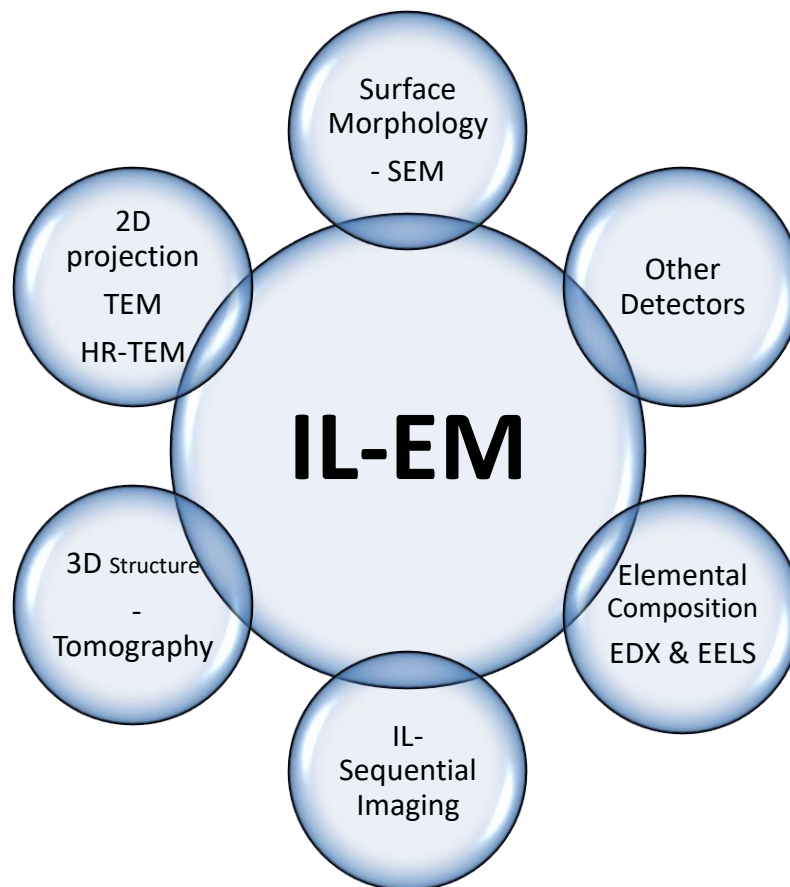 Surface
Morphology
- SEM
2D
projection
TEM
HR-TEM
Other
Detectors
IL-EM
3D Structure
-
Tomography
Elemental
Composition
EDX & EELS
IL-
Sequential
Imaging